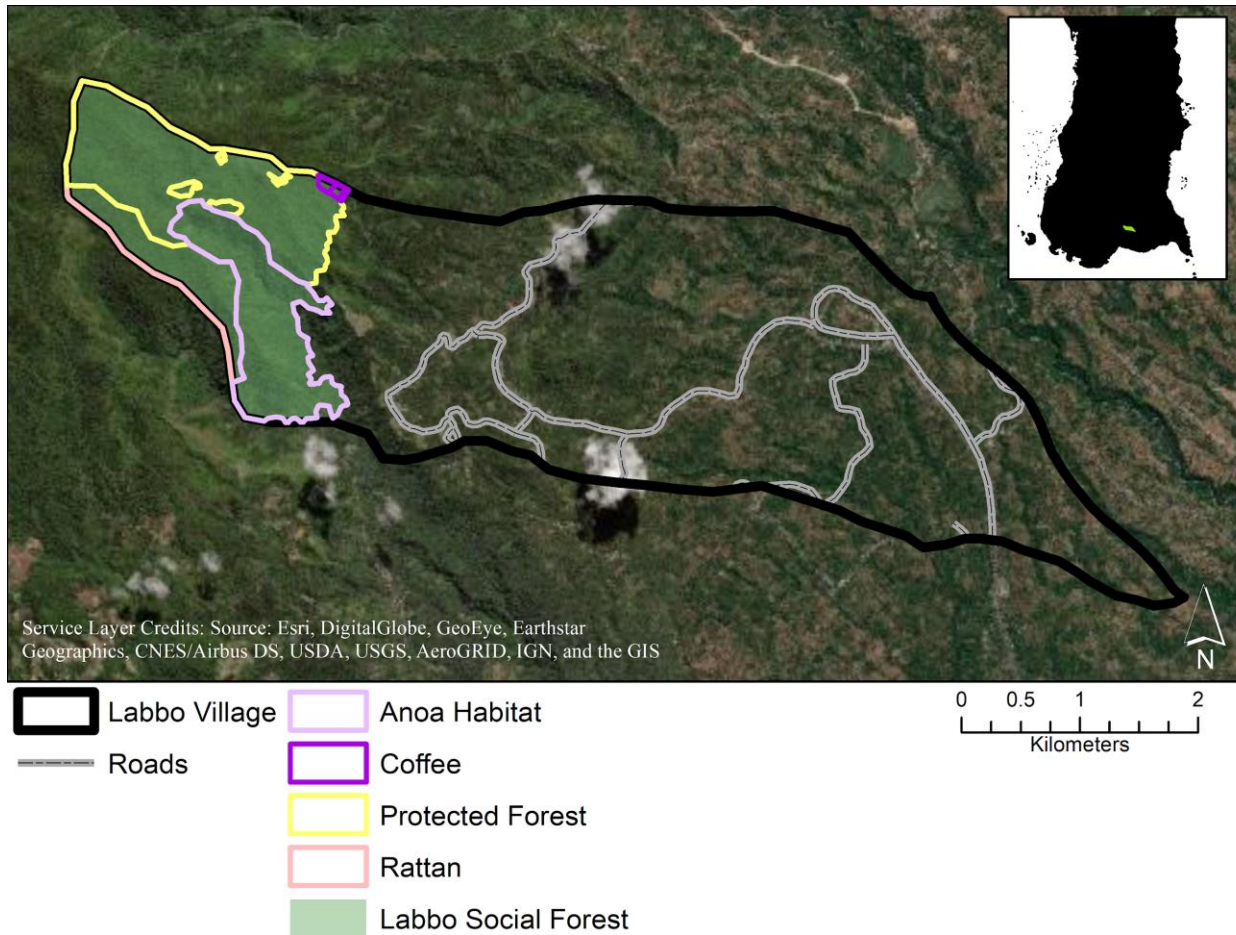 Service Layer Credits: Source: Esri, DigitalGlobe, GeoEye, Earthstar
Geographics, CNES/Airbus DS, USDA, USGS, AeroGRID, IGN, and the GIS
N
Labbo Village
Roads
Anoa Habitat
Coffee
Protected Forest
Rattan
Labbo Social Forest
0 0.5 1 2
Kilometers